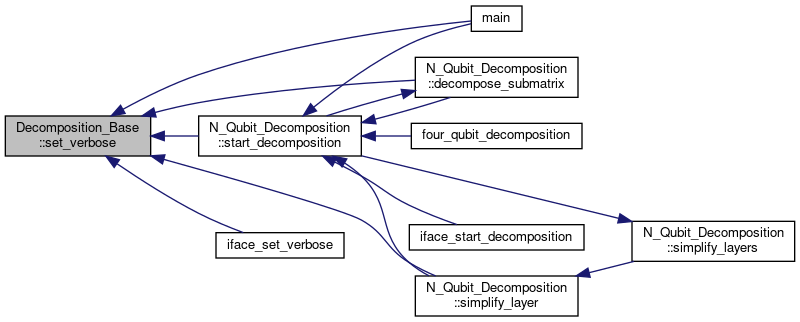 main
N_Qubit_Decomposition
::decompose_submatrix
Decomposition_Base
::set_verbose
N_Qubit_Decomposition
::start_decomposition
four_qubit_decomposition
iface_set_verbose
iface_start_decomposition
N_Qubit_Decomposition
::simplify_layers
N_Qubit_Decomposition
::simplify_layer